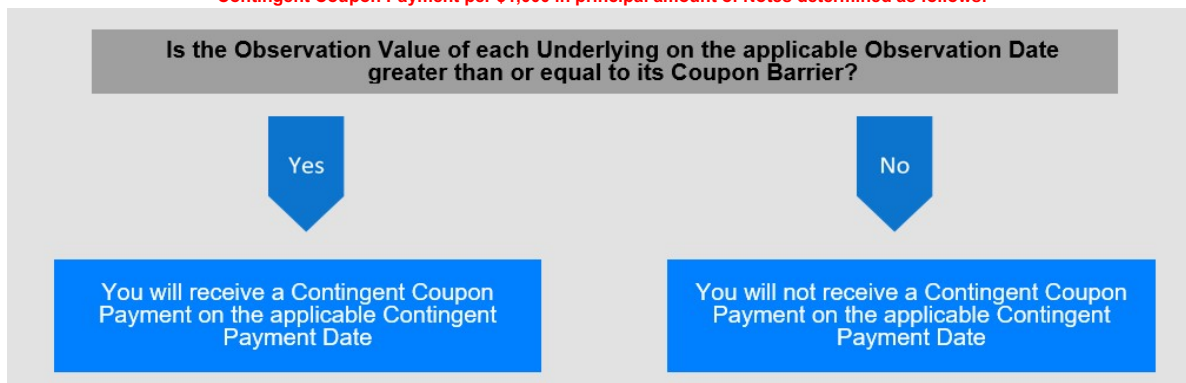 Contingent Coupon Payment per $1,000 in principal amount of Notes determined as follows:
Is the Observation Value of each Underlying on the applicable Observation Date
greater than or equal to its Coupon Barrier?
Yes
No
You will receive a Contingent Coupon
Payment on the applicable Contingent
Payment Date
You will not receive a Contingent Coupon
Payment on the applicable Contingent
Payment Date